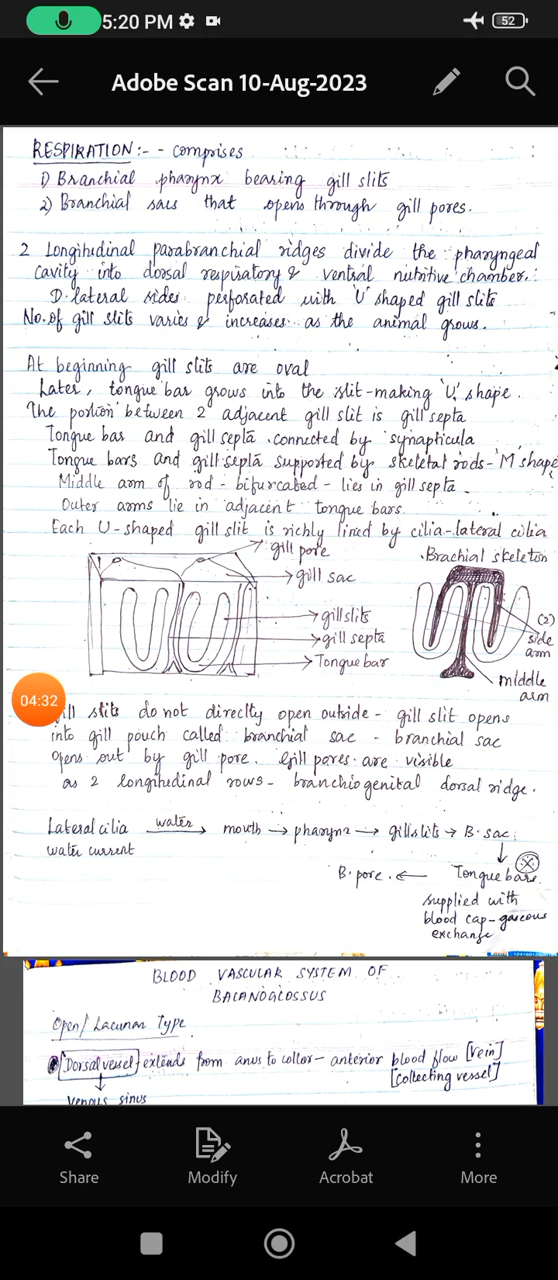 5:20 PM
52
Adobe Scan 10-Aug-2023
RESPIRATION:- - comprises
1) Branchial pharynx bearing gill slits
2) Branchial sacs that opens through gill pores.
2 Longitudinal parabranchial ridges divide the pharyngeal
cavity into dorsal respiratory & ventral nutritive chamber.
D. lateral sides perforated with 'U' shaped gill slits
No. of gill slits varies & increases as the animal grows.
At beginning gill slits are oval
Later, tongue bar grows into the slit-making 'U' shape.
The portion between 2 adjacent gill slit is gill septa
Tongue bar and gill septa connected by synapticula
Tongue bars and gill septa supported by skeletal rods-'M' shape
Middle arm of rod - bifurcated - lies in gill septa.
Outer arms lie in adjacent tongue bars.
Each U-shaped gill slit is richly lined by cilia-lateral cilia
gill pore
gill sac
gill slits
gill septa
Tongue bar
Brachial skeleton
(2)
side
arm
middle
arm
04:32
ill slits do not directly open outside - gill slit opens
into gill pouch called branchial sac - branchial sac
opens out by gill pore. Gill pores are visible
as 2 longitudinal rows - branchiogenital dorsal ridge.
Lateral cilia water → mouth → pharynx → gill slits → B. sac
water current
B. pore. ← Tongue bars
supplied with
blood cap-gaseous
exchange
BLOOD VASCULAR SYSTEM OF
BALANOGLOSSUS
Open/Lacunar Type
Dorsal vessel extends from anus to collar - anterior blood flow [Vein]
[collecting vessel]
Venous sinus
Share
Modify
Acrobat
More